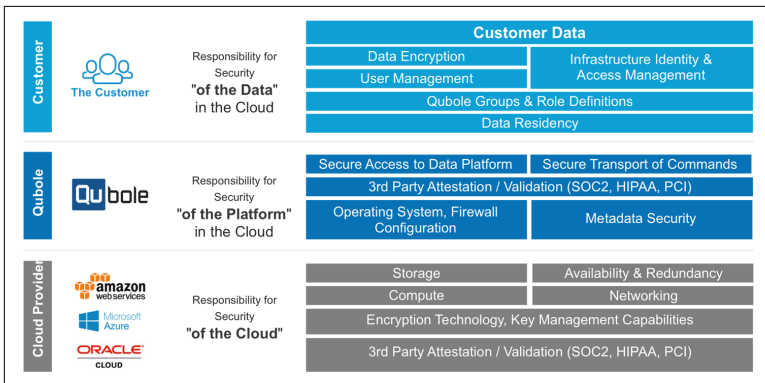 Customer
The Customer
Responsibility for
Security
"of the Data"
in the Cloud
Customer Data
Data Encryption
User Management
Infrastructure Identity &
Access Management
Qubole Groups & Role Definitions
Data Residency
Qubole
Qubole
Responsibility for
Security
"of the Platform"
in the Cloud
Secure Access to Data Platform
Secure Transport of Commands
3rd Party Attestation / Validation (SOC2, HIPAA, PCI)
Operating System, Firewall
Configuration
Metadata Security
Cloud Provider
amazon
webservices
Microsoft
Azure
ORACLE
CLOUD
Responsibility for
Security
"of the Cloud"
Storage
Availability & Redundancy
Compute
Networking
Encryption Technology, Key Management Capabilities
3rd Party Attestation / Validation (SOC2, HIPAA, PCI)